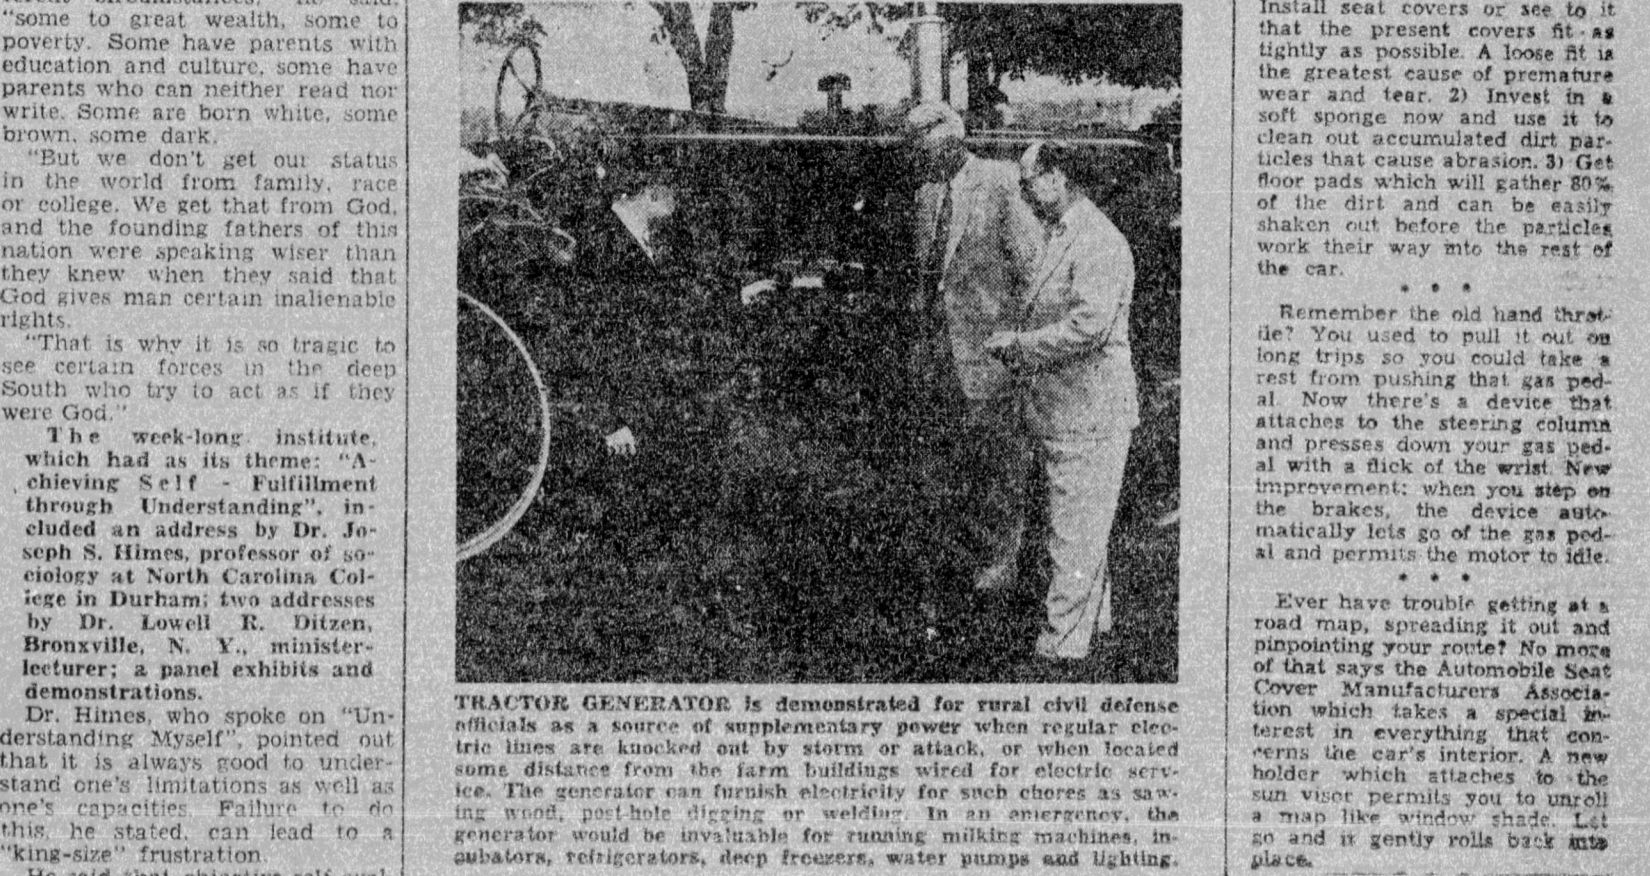 "some to great wealth, some to
poverty. Some have parents with
education and culture, some have
parents who can neither read nor
write. Some are born white, some
brown, some dark.
"But we don't get our status
in the world from family, race
or college. We get that from God,
and the founding fathers of this
nation were speaking wiser than
they knew when they said that
God gives man certain inalienable
rights.
"That is why it is so tragic to
see certain forces in the deep
South who try to act as if they
were God."
The week-long institute,
which had as its theme: "A-
chieving Self - Fulfillment
through Understanding", in-
cluded an address by Dr. Jo-
seph S. Himes, professor of so-
ciology at North Carolina Col-
lege in Durham; two addresses
by Dr. Lowell R. Ditzen,
Bronxville, N. Y., minister-
lecturer; a panel exhibits and
demonstrations.
Dr. Himes, who spoke on "Un-
derstanding Myself", pointed out
that it is always good to under-
stand one's limitations as well as
one's capacities. Failure to do
this, he stated, can lead to a
"king-size" frustration.
TRACTOR GENERATOR is demonstrated for rural civil defense
officials as a source of supplementary power when regular elec-
tric lines are knocked out by storm or attack, or when located
some distance from the farm buildings wired for electric serv-
ice. The generator can furnish electricity for such chores as saw-
ing wood, post-hole digging or welding. In an emergency, the
generator would be invaluable for running milking machines, in-
cubators, refrigerators, deep freezers, water pumps and lighting.
Install seat covers or see to it
that the present covers fit as
tightly as possible. A loose fit is
the greatest cause of premature
wear and tear. 2) Invest in a
soft sponge now and use it to
clean out accumulated dirt par-
ticles that cause abrasion. 3) Get
floor pads which will gather 80%
of the dirt and can be easily
shaken out before the particles
work their way into the rest of
the car.
* * *
Remember the old hand throt-
tle? You used to pull it out on
long trips so you could take a
rest from pushing that gas ped-
al. Now there's a device that
attaches to the steering column
and presses down your gas ped-
al with a flick of the wrist. New
improvement: when you step on
the brakes, the device auto-
matically lets go of the gas ped-
al and permits the motor to idle.
* * *
Ever have trouble getting at a
road map, spreading it out and
pinpointing your route? No more
of that says the Automobile Seat
Cover Manufacturers Associa-
tion which takes a special in-
terest in everything that con-
cerns the car's interior. A new
holder which attaches to the
sun visor permits you to unroll
a map like window shade. Let
go and it gently rolls back into
place.